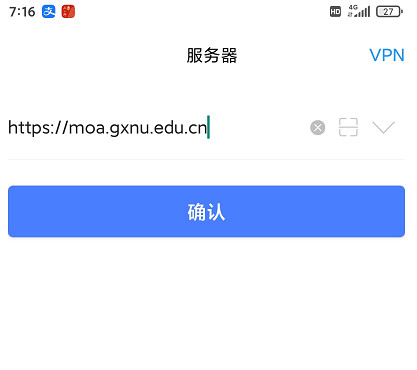 7:16 HD 4G 27
服务器 VPN
https://moa.gxnu.edu.cn
确认